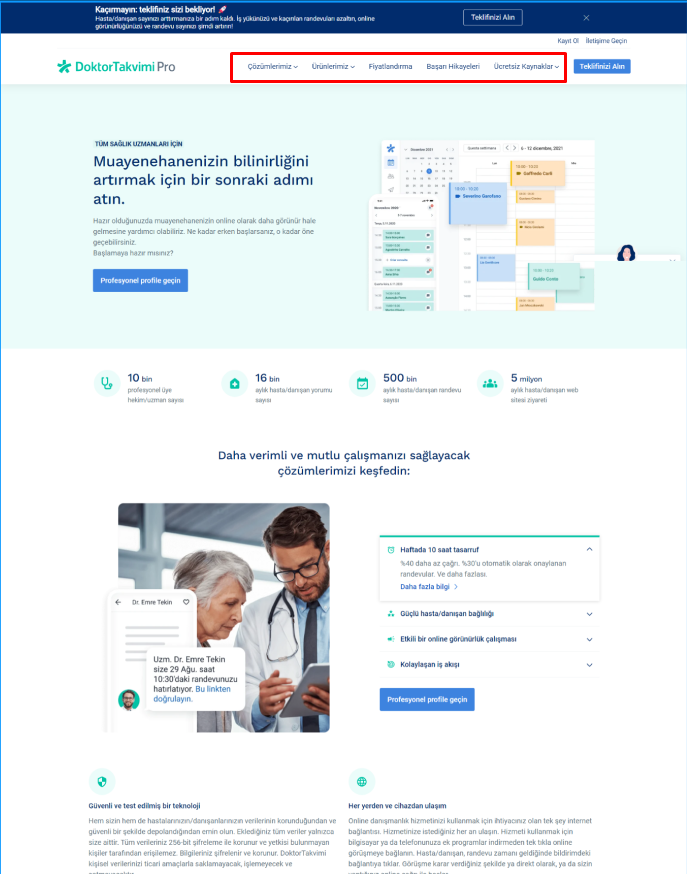 Kaçırmayın: teklifiniz sizi bekliyor! 🚀
Hasta/danışan sayınızı arttırmanıza bir adım kaldı. İş yükünüzü ve kaçırılan randevuları azaltın, online
görünürlüğünüzü ve randevu sayınızı şimdi artırın!
Teklifinizi Alın
Kayıt Ol İletişime Geçin
DoktorTakvimi Pro
Çözümlerimiz Ürünlerimiz Fiyatlandırma Başarı Hikayeleri Ücretsiz Kaynaklar
Teklifinizi Alın
TÜM SAĞLIK UZMANLARI İÇİN
Muayenehanenizin bilinirliğini
artırmak için bir sonraki adımı
atın.
Hazır olduğunuzda muayenehanenizin online olarak daha görünür hale
gelmesine yardımcı olabiliriz. Ne kadar erken başlarsanız, o kadar öne
geçebilirsiniz.
Başlamaya hazır mısınız?
Profesyonel profile geçin
6 - 12 dicembre, 2021
10 bin
profesyonel üye
hekim/uzman sayısı
16 bin
aylık hasta/danışan yorumu
sayısı
500 bin
aylık hasta/danışan randevu
sayısı
5 milyon
aylık hasta/danışan web
sitesi ziyareti
Daha verimli ve mutlu çalışmanızı sağlayacak
çözümlerimizi keşfedin:
Dr. Emre Tekin
Uzm. Dr. Emre Tekin
size 29 Ağu. saat
10:30'daki randevunuzu
hatırlatıyor. Bu linkten
doğrulayın.
Haftada 10 saat tasarruf
%40 daha az çağrı. %30'u otomatik olarak onaylanan
randevular. Ve daha fazlası.
Daha fazla bilgi
Güçlü hasta/danışan bağlılığı
Etkili bir online görünürlük çalışması
Kolaylaşan iş akışı
Profesyonel profile geçin
Güvenli ve test edilmiş bir teknoloji
Hem sizin hem de hastalarınızın/danışanlarınızın verilerinin korunduğundan ve
güvenli bir şekilde depolandığından emin olun. Eklediğiniz tüm veriler yalnızca
size aittir. Tüm verileriniz 256-bit şifreleme ile korunur ve yetkisi bulunmayan
kişiler tarafından erişilemez. Bilgileriniz şifrelenir ve korunur. DoktorTakvimi
kişisel verilerinizi ticari amaçlarla saklamayacak, işlemeyecek ve
Her yerden ve cihazdan ulaşım
Online danışmanlık hizmetinizi kullanmak için ihtiyacınız olan tek şey internet
bağlantısı. Hizmetinize istediğiniz her an ulaşın. Hizmeti kullanmak için
bilgisayar ya da telefonunuza ek programlar indirmeden tek tıkla online
görüşmeye bağlanın. Hasta/danışan, randevu zamanı geldiğinde bildirimdeki
bağlantıya tıklar. Görüşme karar verdiğiniz şekilde ya direkt olarak, ya da sizin